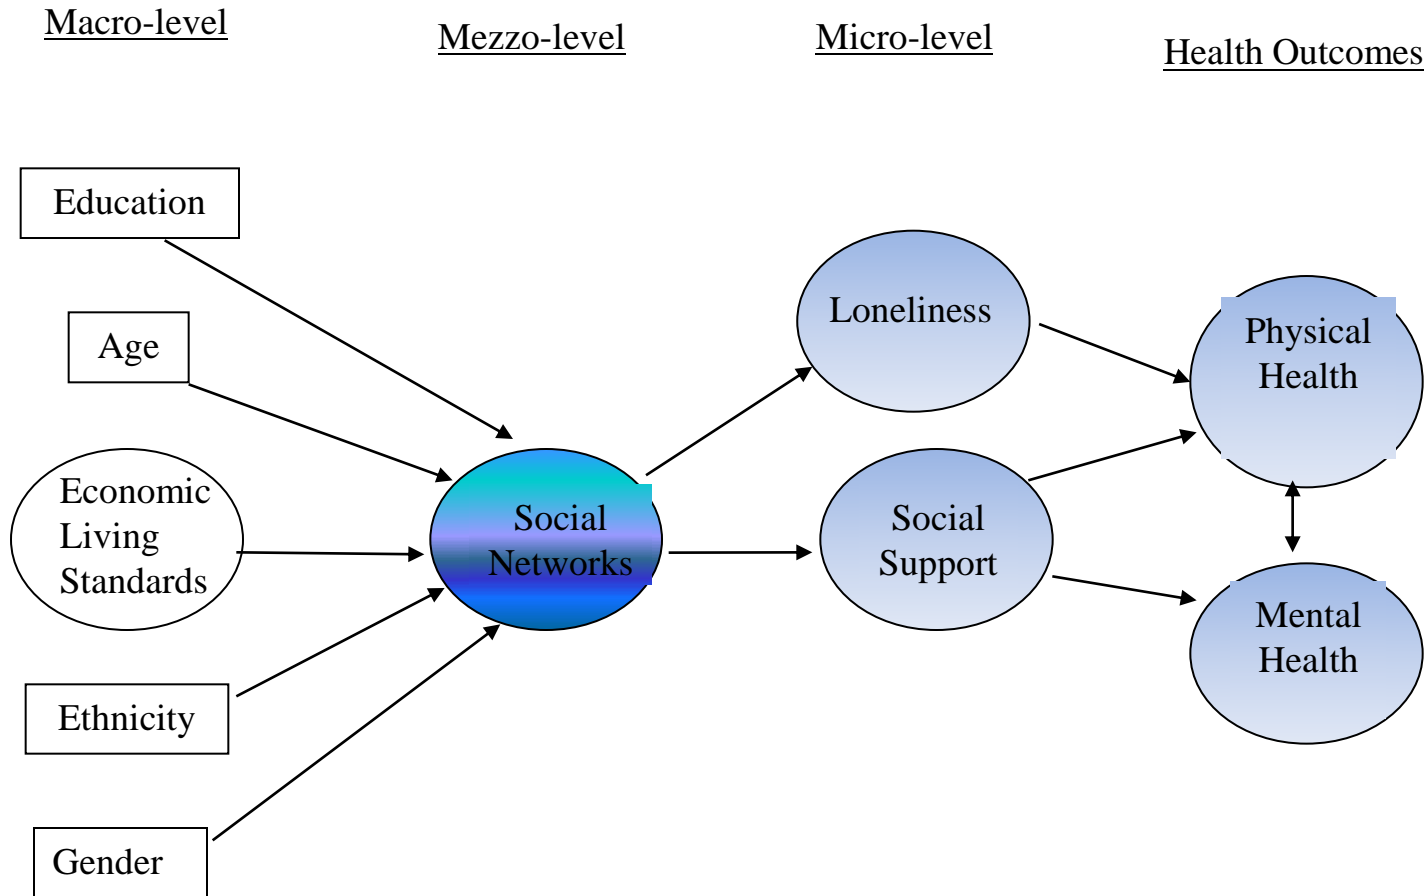 Macro-level
Mezzo-level
Micro-level
Health Outcomes
Education
Age
Economic
Living
Standards
Ethnicity
Gender
Social
Networks
Loneliness
Social
Support
Physical
Health
Mental
Health